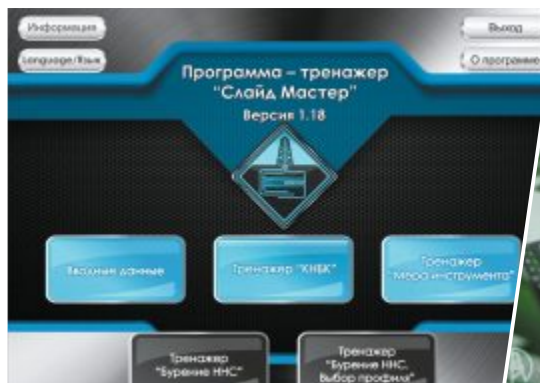 Информация
Выход
Language/Язык
О программе
Программа – тренажер
"Слайд Мастер"
Версия 1.18
Вводные данные
Тренажер "КНБК"
Тренажер
"Мера инструмента"
Тренажер
"Бурение ННС"
Тренажер
"Бурение ННС.
Выбор профиля"